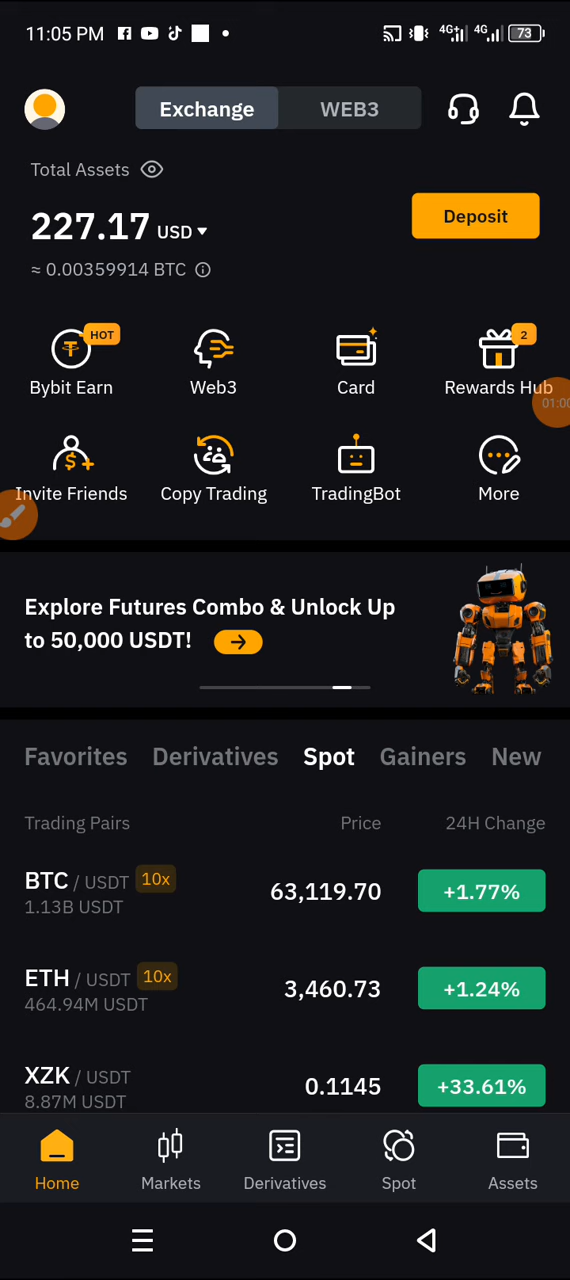 11:05 PM
4G+ 4G 73
Exchange WEB3
Total Assets
227.17 USD
Deposit
≈ 0.00359914 BTC
HOT
2
Bybit Earn Web3 Card Rewards Hub
01:00
Invite Friends Copy Trading TradingBot More
Explore Futures Combo & Unlock Up
to 50,000 USDT!
Favorites Derivatives Spot Gainers New
Trading Pairs Price 24H Change
BTC / USDT 10x 63,119.70 +1.77%
1.13B USDT
ETH / USDT 10x 3,460.73 +1.24%
464.94M USDT
XZK / USDT 0.1145 +33.61%
8.87M USDT
Home Markets Derivatives Spot Assets